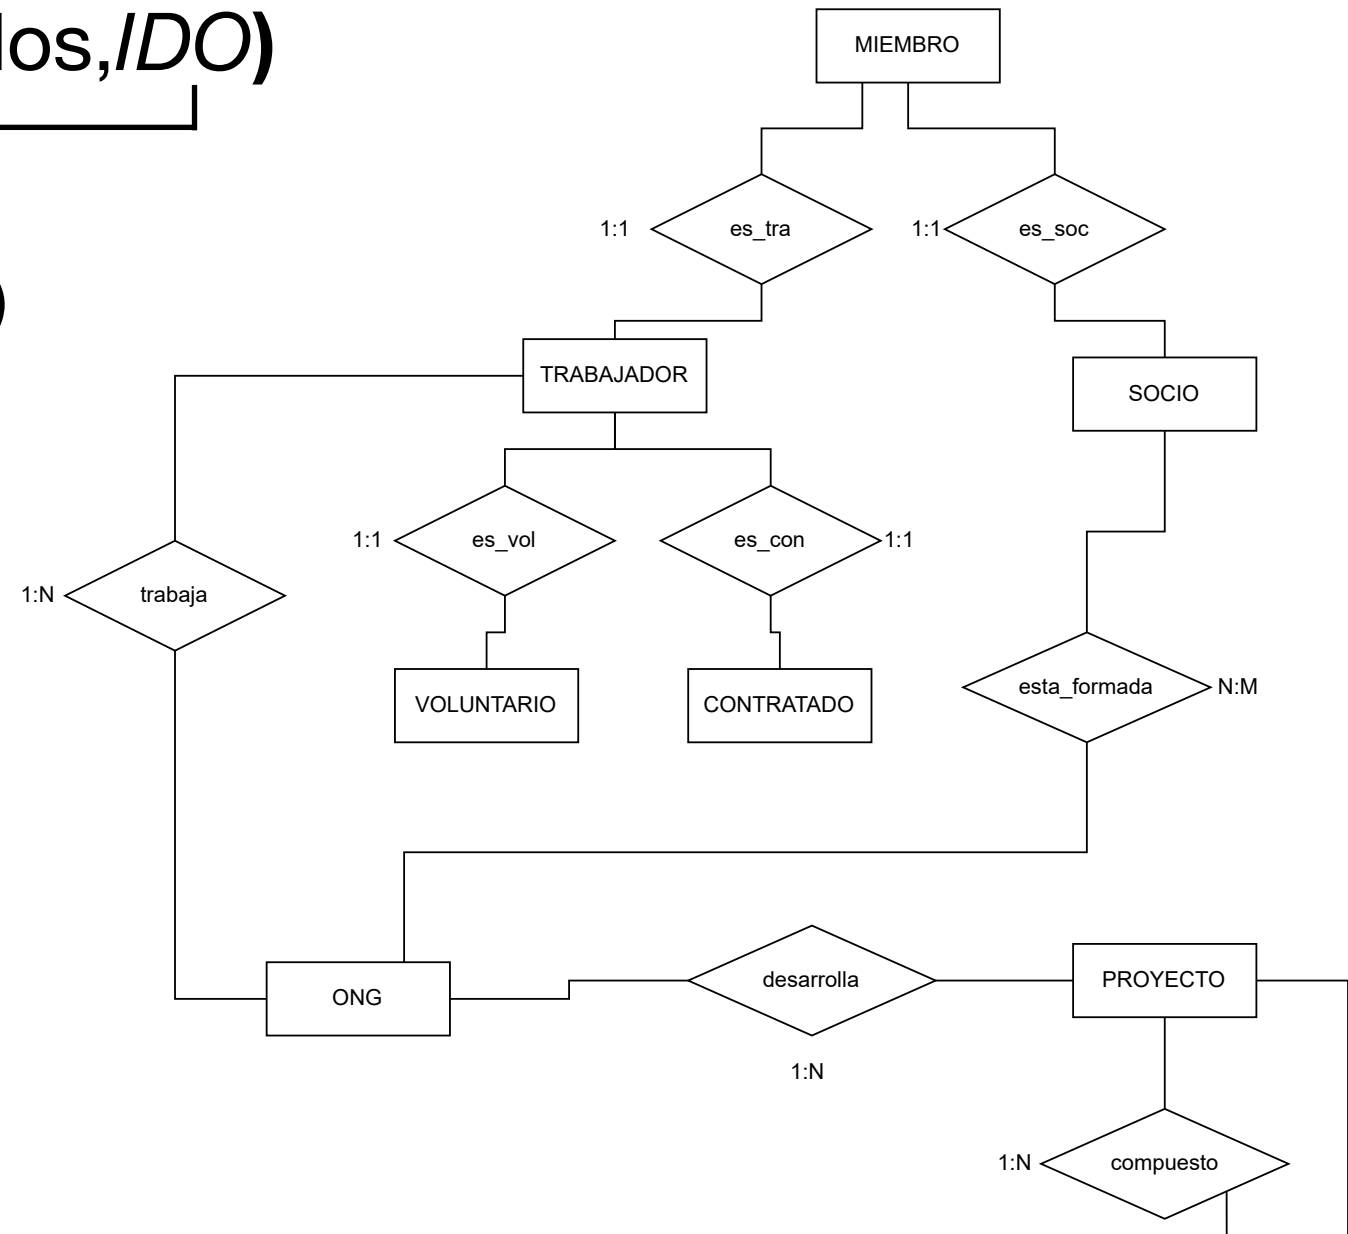 los,IDO)
MIEMBRO
1:1 es_tra 1:1 es_soc
)
TRABAJADOR
SOCIO
1:1 es_vol es_con 1:1
1:N trabaja
esta_formada N:M
VOLUNTARIO CONTRATADO
desarrolla PROYECTO
ONG
1:N
1:N compuesto